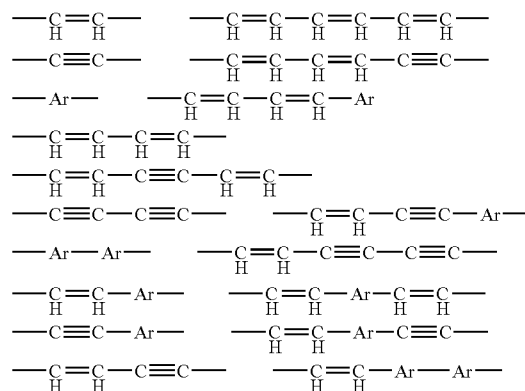 —C=C— —C=C—C=C—C=C—
H H H H H H H H
—C≡C— —C=C—C=C—C≡C—
H H H H
—Ar— —C=C—C=C—Ar
H H H H
—C=C—C=C—
H H H H
—C=C—C≡C—C=C—
H H H H
—C≡C—C≡C— —C=C—C≡C—Ar—
H H
—Ar—Ar— —C=C—C≡C—C≡C—
H H
—C=C—Ar— —C=C—Ar—C=C—
H H H H H H
—C≡C—Ar— —C=C—Ar—C≡C—
H H
—C=C—C≡C— —C=C—Ar—Ar—
H H H H